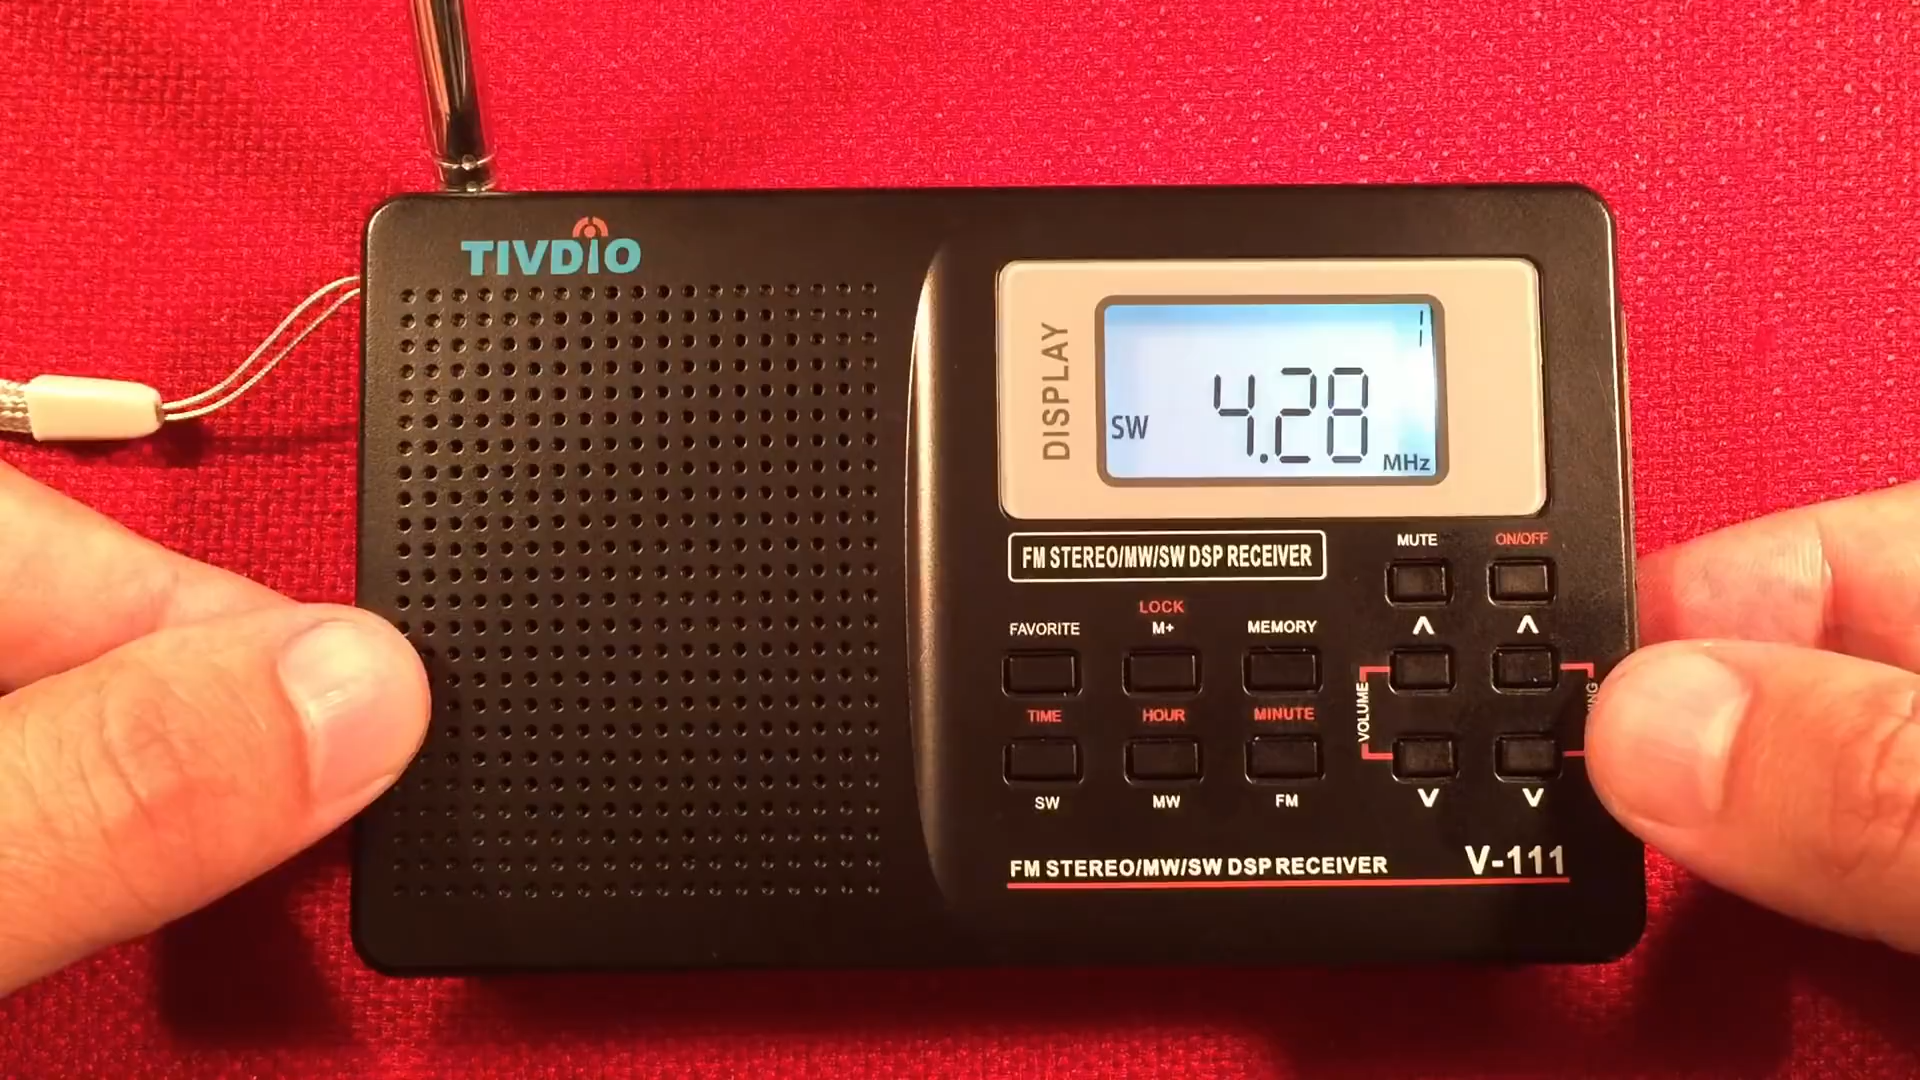 TIVDIO
DISPLAY
1
SW 4.28 MHz
FM STEREO/MW/SW DSP RECEIVER
MUTE ON/OFF
LOCK
FAVORITE M+ MEMORY
∧ ∧
VOLUME
TIME HOUR MINUTE
SW MW FM
∨ ∨
FM STEREO/MW/SW DSP RECEIVER V-111